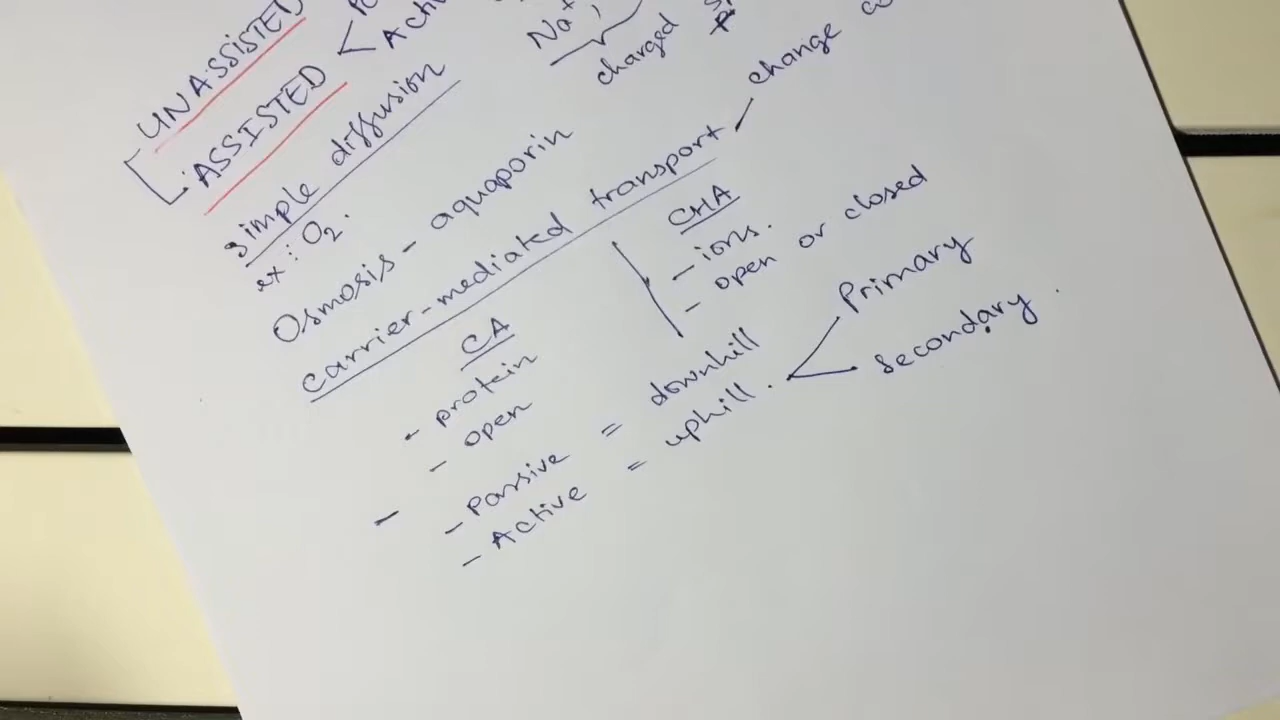 UNASSISTED
ASSISTED
Na+,
charged
simple diffusion
ex: O2.
Osmosis - aquaporin
carrier-mediated transport
change
CA
- protein
- open
CHA
- ions.
- open or closed
- Passive = downhill
- Active = uphill.
Primary
secondary.